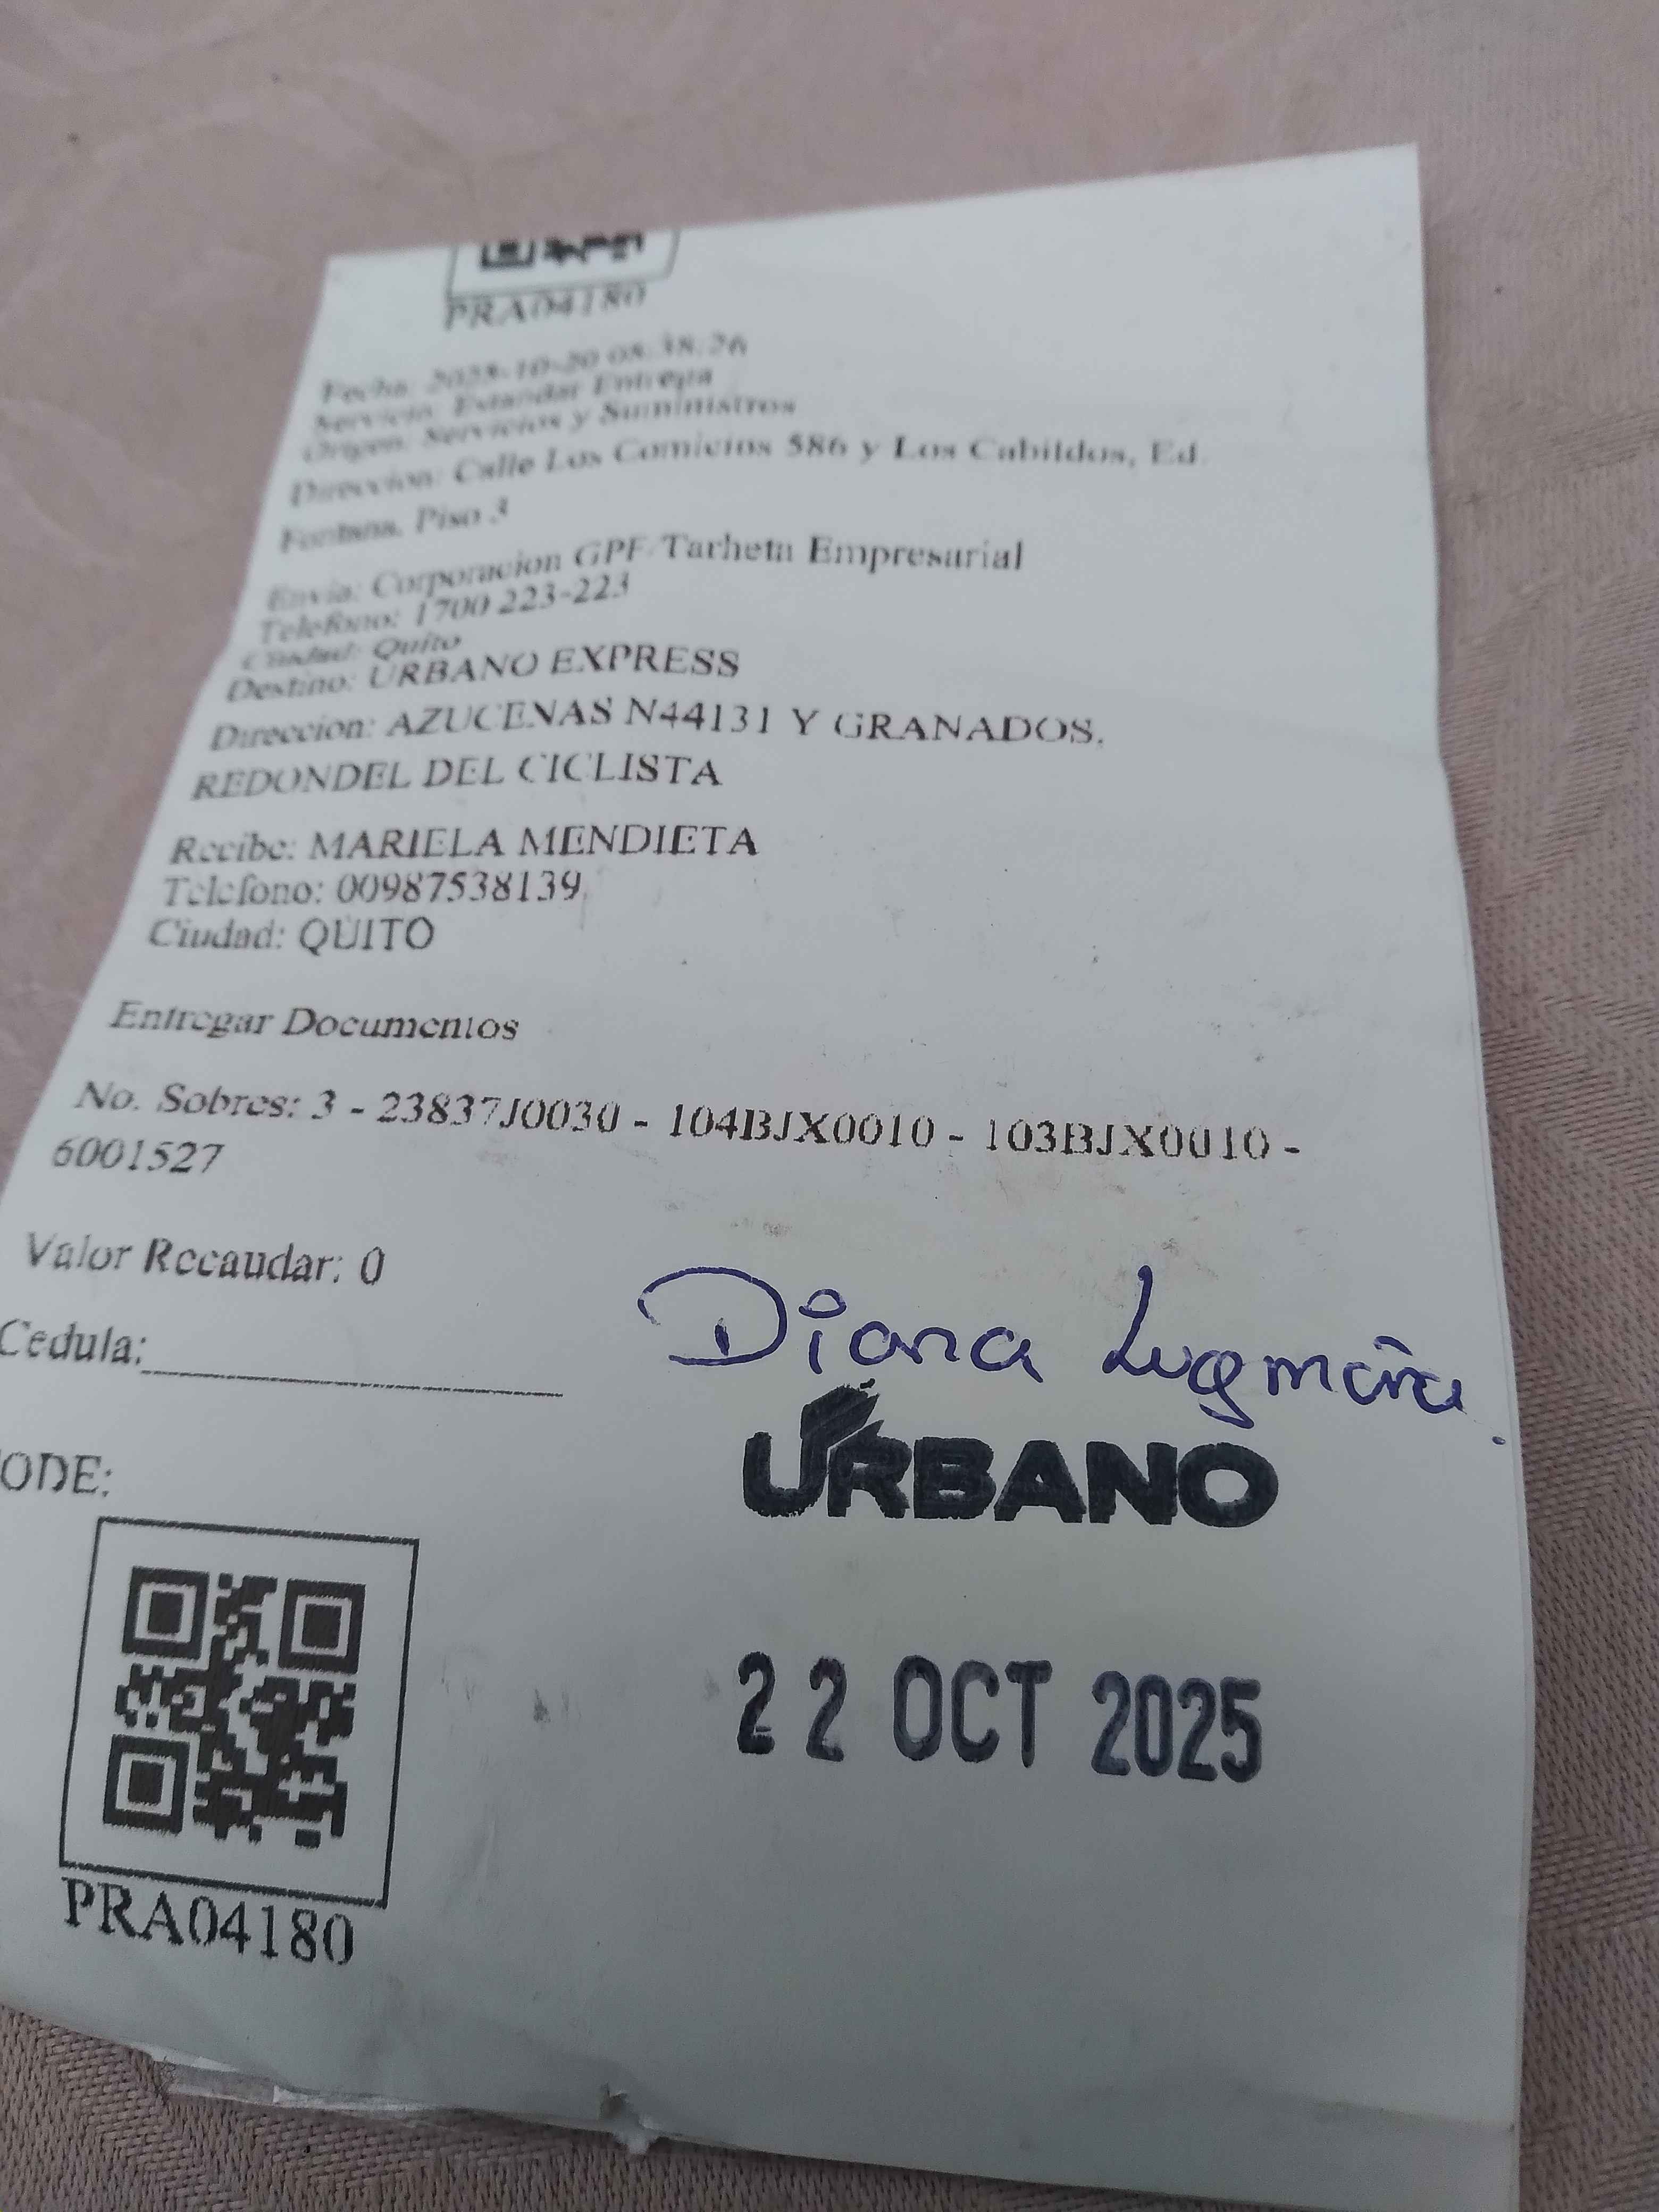 PRA04180
Fecha: 2025-10-20 08:38:26
Servicio: Estandar Entrega
Origen: Servicios y Suministros
Direccion: Calle Los Comicios 586 y Los Cabildos, Ed.
Fontana, Piso 3
Envia: Corporacion GPF-Tarheta Empresarial
Telefono: 1700 223-223
Ciudad: Quito
Destino: URBANO EXPRESS
Direccion: AZUCENAS N44131 Y GRANADOS,
REDONDEL DEL CICLISTA
Recibe: MARIELA MENDIETA
Telefono: 00987538139
Ciudad: QUITO
Entregar Documentos
No. Sobres: 3 - 23837J0030 - 104BJX0010 - 103BJX0010 -
6001527
Valor Recaudar: 0
Cedula:
Diana Lugmaña
URBANO
ODE:
22 OCT 2025
PRA04180